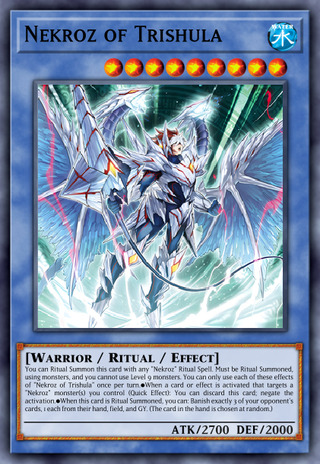 Nekroz of Trishula
WATER
水
[Warrior / Ritual / Effect]
You can Ritual Summon this card with any "Nekroz" Ritual Spell. Must be Ritual Summoned,
using monsters, and you cannot use Level 9 monsters. You can only use each of these effects
of "Nekroz of Trishula" once per turn.●When a card or effect is activated that targets a
"Nekroz" monster(s) you control (Quick Effect): You can discard this card; negate the
activation.●When this card is Ritual Summoned, you can: Banish exactly 3 of your opponent's
cards, 1 each from their hand, field, and GY. (The card in the hand is chosen at random.)
ATK/2700 DEF/2000